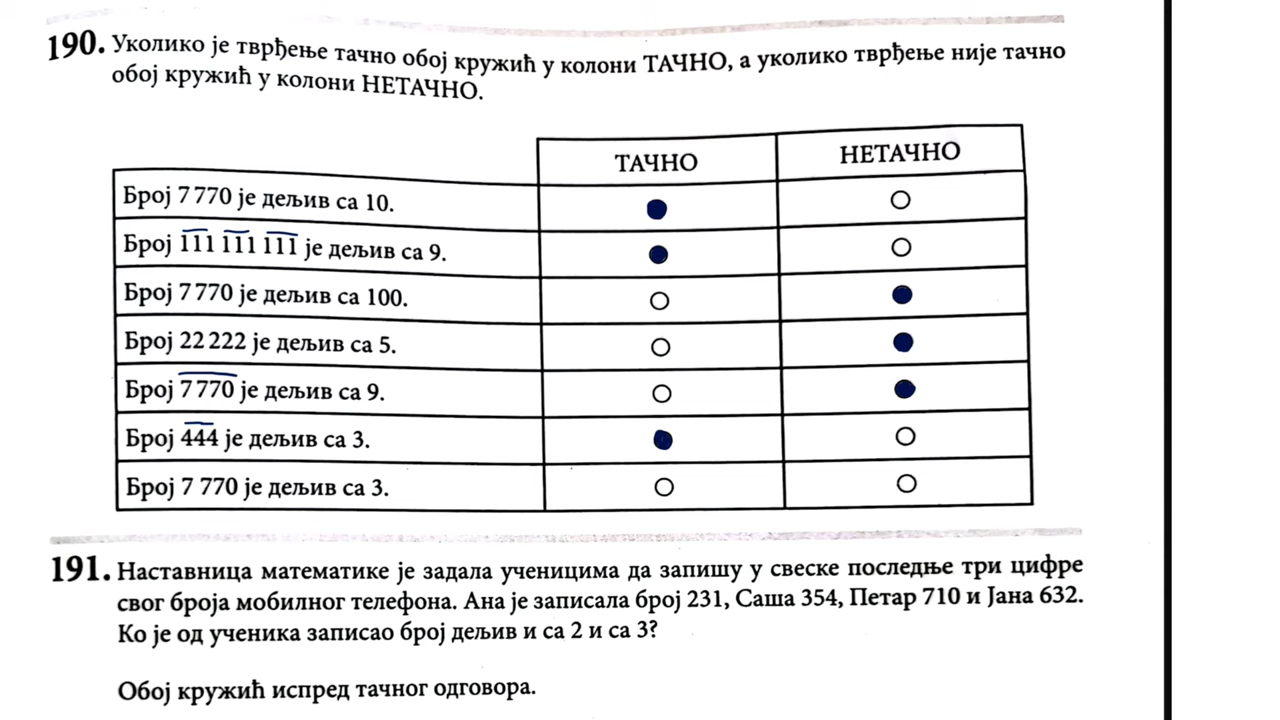 190. Уколико је тврђење тачно обој кружић у колони ТАЧНО, а уколико тврђење није тачно
обој кружић у колони НЕТАЧНО.
ТАЧНО НЕТАЧНО
Број 7 770 је дељив са 10.
Број 111 111 111 је дељив са 9.
Број 7 770 је дељив са 100.
Број 22 222 је дељив са 5.
Број 7 770 је дељив са 9.
Број 444 је дељив са 3.
Број 7 770 је дељив са 3.
191. Наставница математике је задала ученицима да запишу у свеске последње три цифре
свог броја мобилног телефона. Ана је записала број 231, Саша 354, Петар 710 и Јана 632.
Ко је од ученика записао број дељив и са 2 и са 3?
Обој кружић испред тачног одговора.